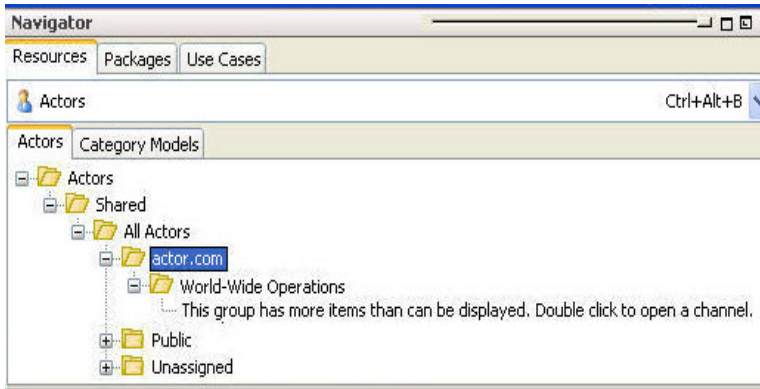 Navigator
Resources Packages Use Cases
Actors Ctrl+Alt+B
Actors Category Models
Actors
Shared
All Actors
actor.com
World-Wide Operations
This group has more items than can be displayed. Double click to open a channel.
Public
Unassigned